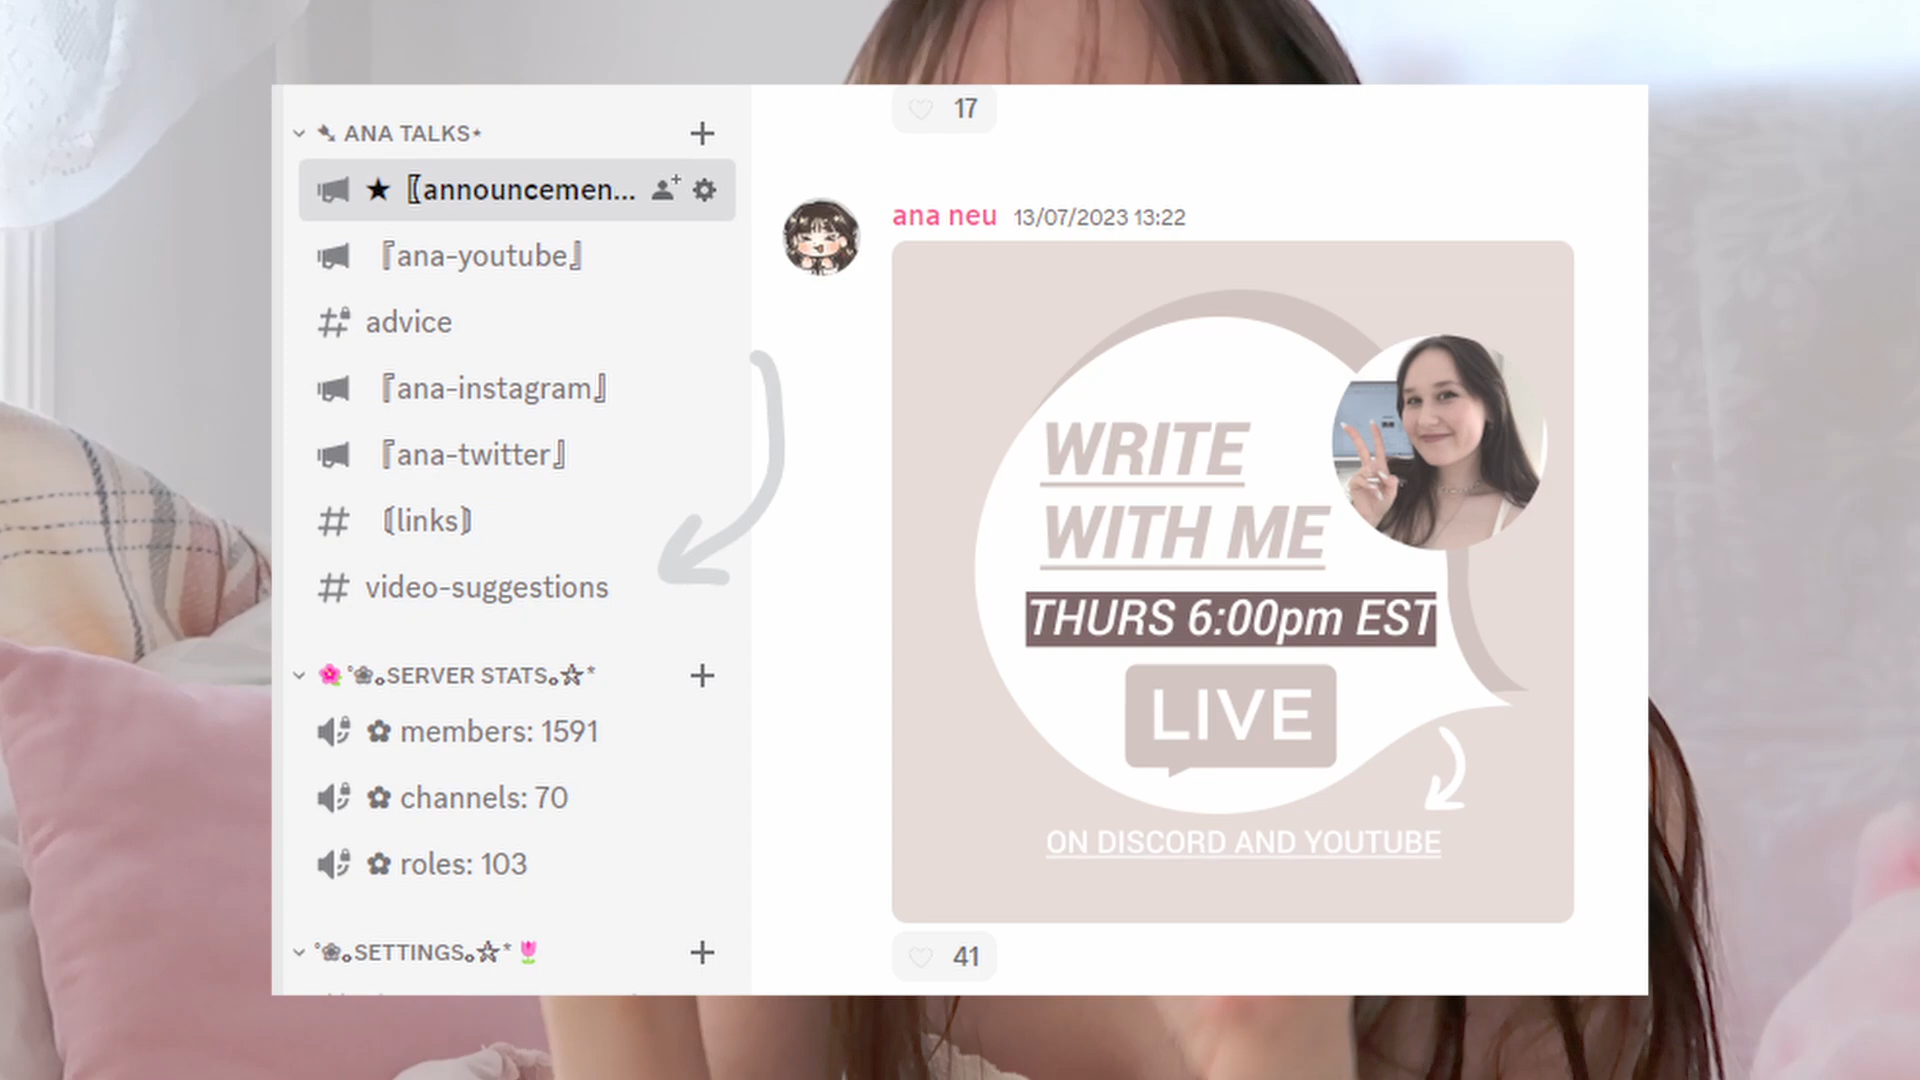 ANA TALKS⋆
★ 〖announcemen...
『ana-youtube』
advice
『ana-instagram』
『ana-twitter』
〖links〗
video-suggestions
🌺˚❀｡SERVER STATS｡☆*
✿ members: 1591
✿ channels: 70
✿ roles: 103
˚❀｡SETTINGS｡☆*🌷
17
ana neu 13/07/2023 13:22
WRITE
WITH ME
THURS 6:00pm EST
LIVE
ON DISCORD AND YOUTUBE
41